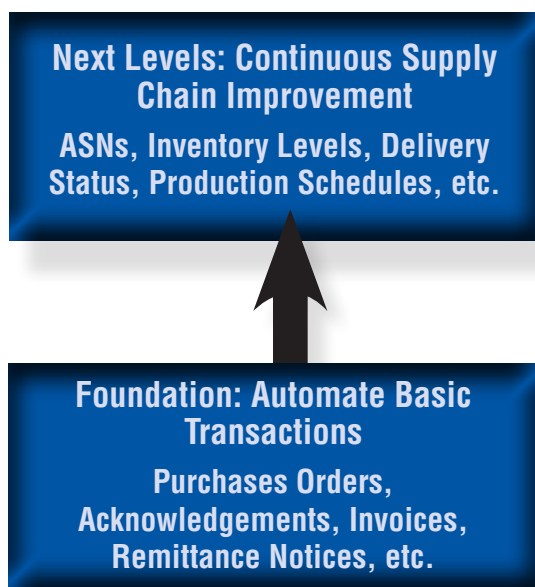 Next Levels: Continuous Supply
Chain Improvement
ASNs, Inventory Levels, Delivery
Status, Production Schedules, etc.
Foundation: Automate Basic
Transactions
Purchases Orders,
Acknowledgements, Invoices,
Remittance Notices, etc.